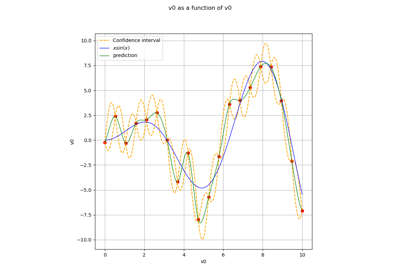 v0 as a function of v0
Confidence interval
xsin(x)
prediction
10.0
7.5
5.0
2.5
0.0
−2.5
−5.0
−7.5
−10.0
v0
0
2
4
6
8
10
v0